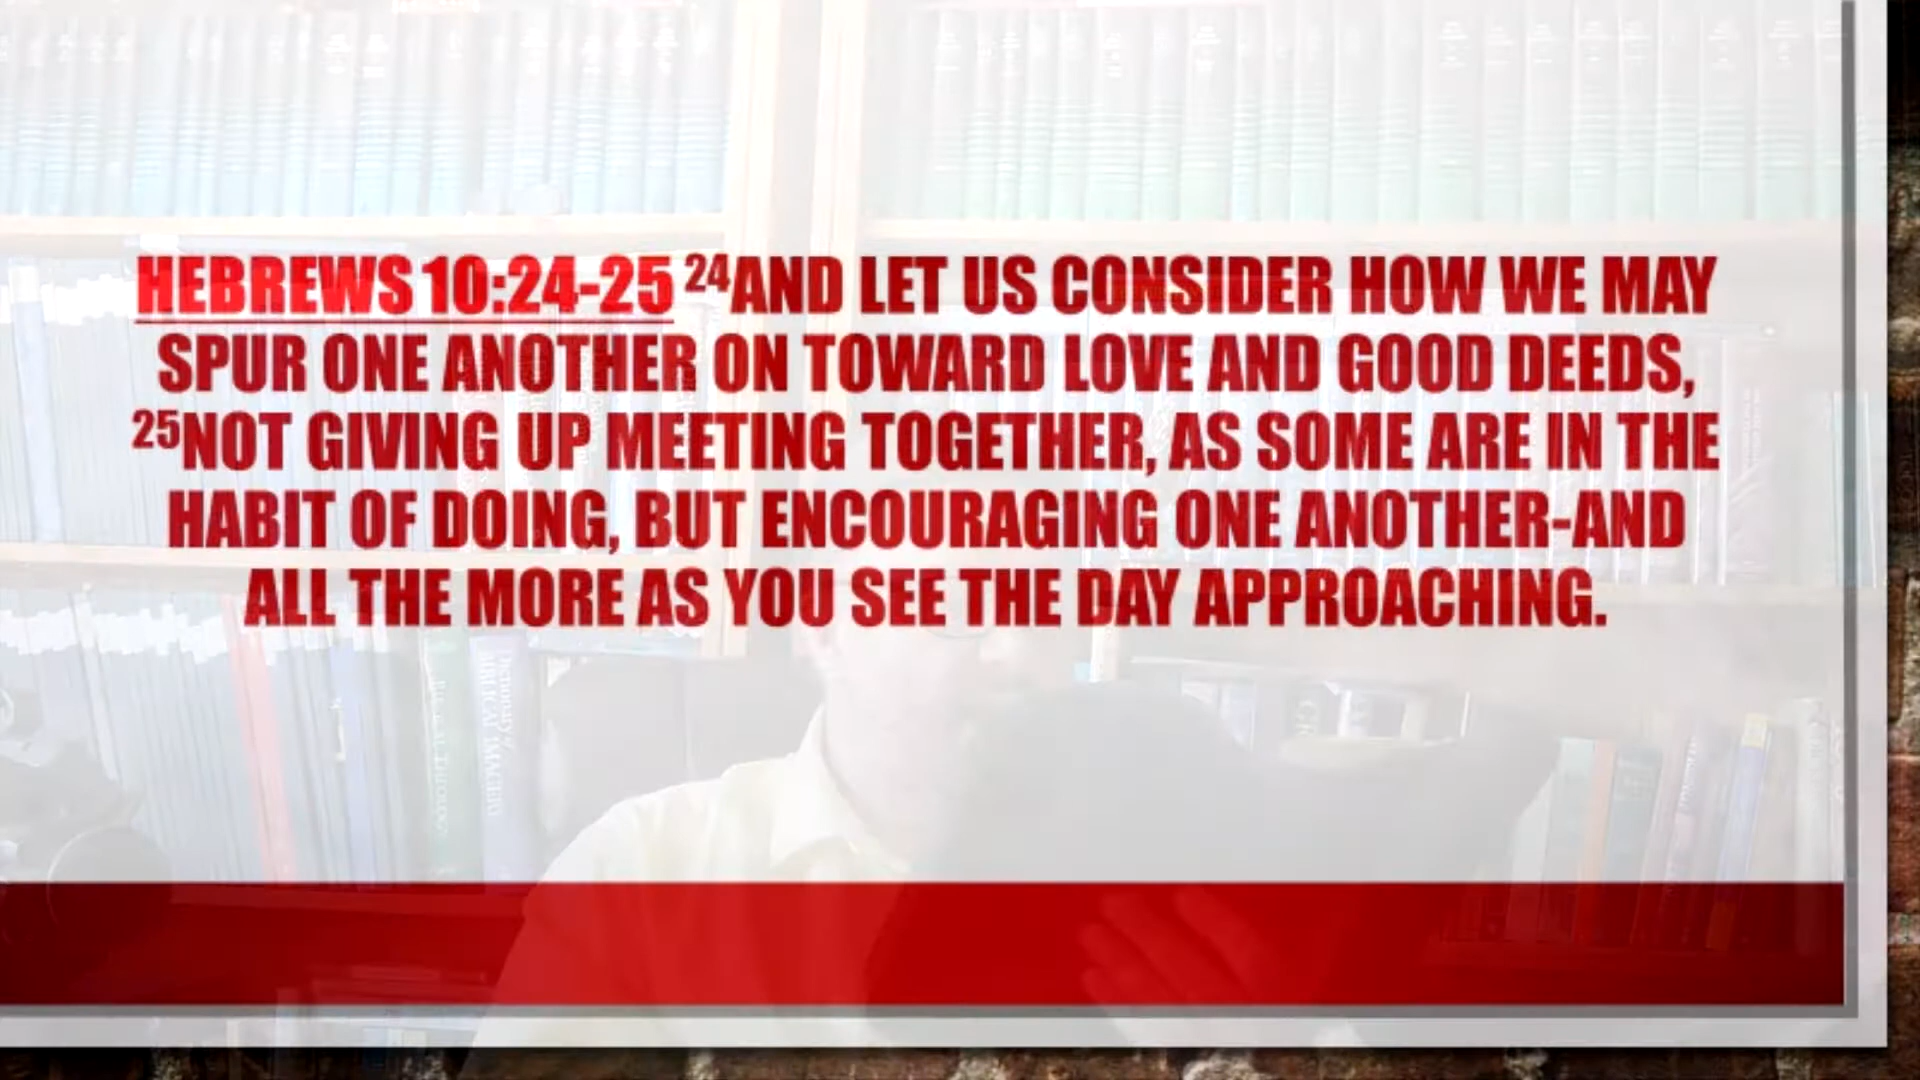 HEBREWS 10:24-25 24AND LET US CONSIDER HOW WE MAY
SPUR ONE ANOTHER ON TOWARD LOVE AND GOOD DEEDS,
25NOT GIVING UP MEETING TOGETHER, AS SOME ARE IN THE
HABIT OF DOING, BUT ENCOURAGING ONE ANOTHER-AND
ALL THE MORE AS YOU SEE THE DAY APPROACHING.